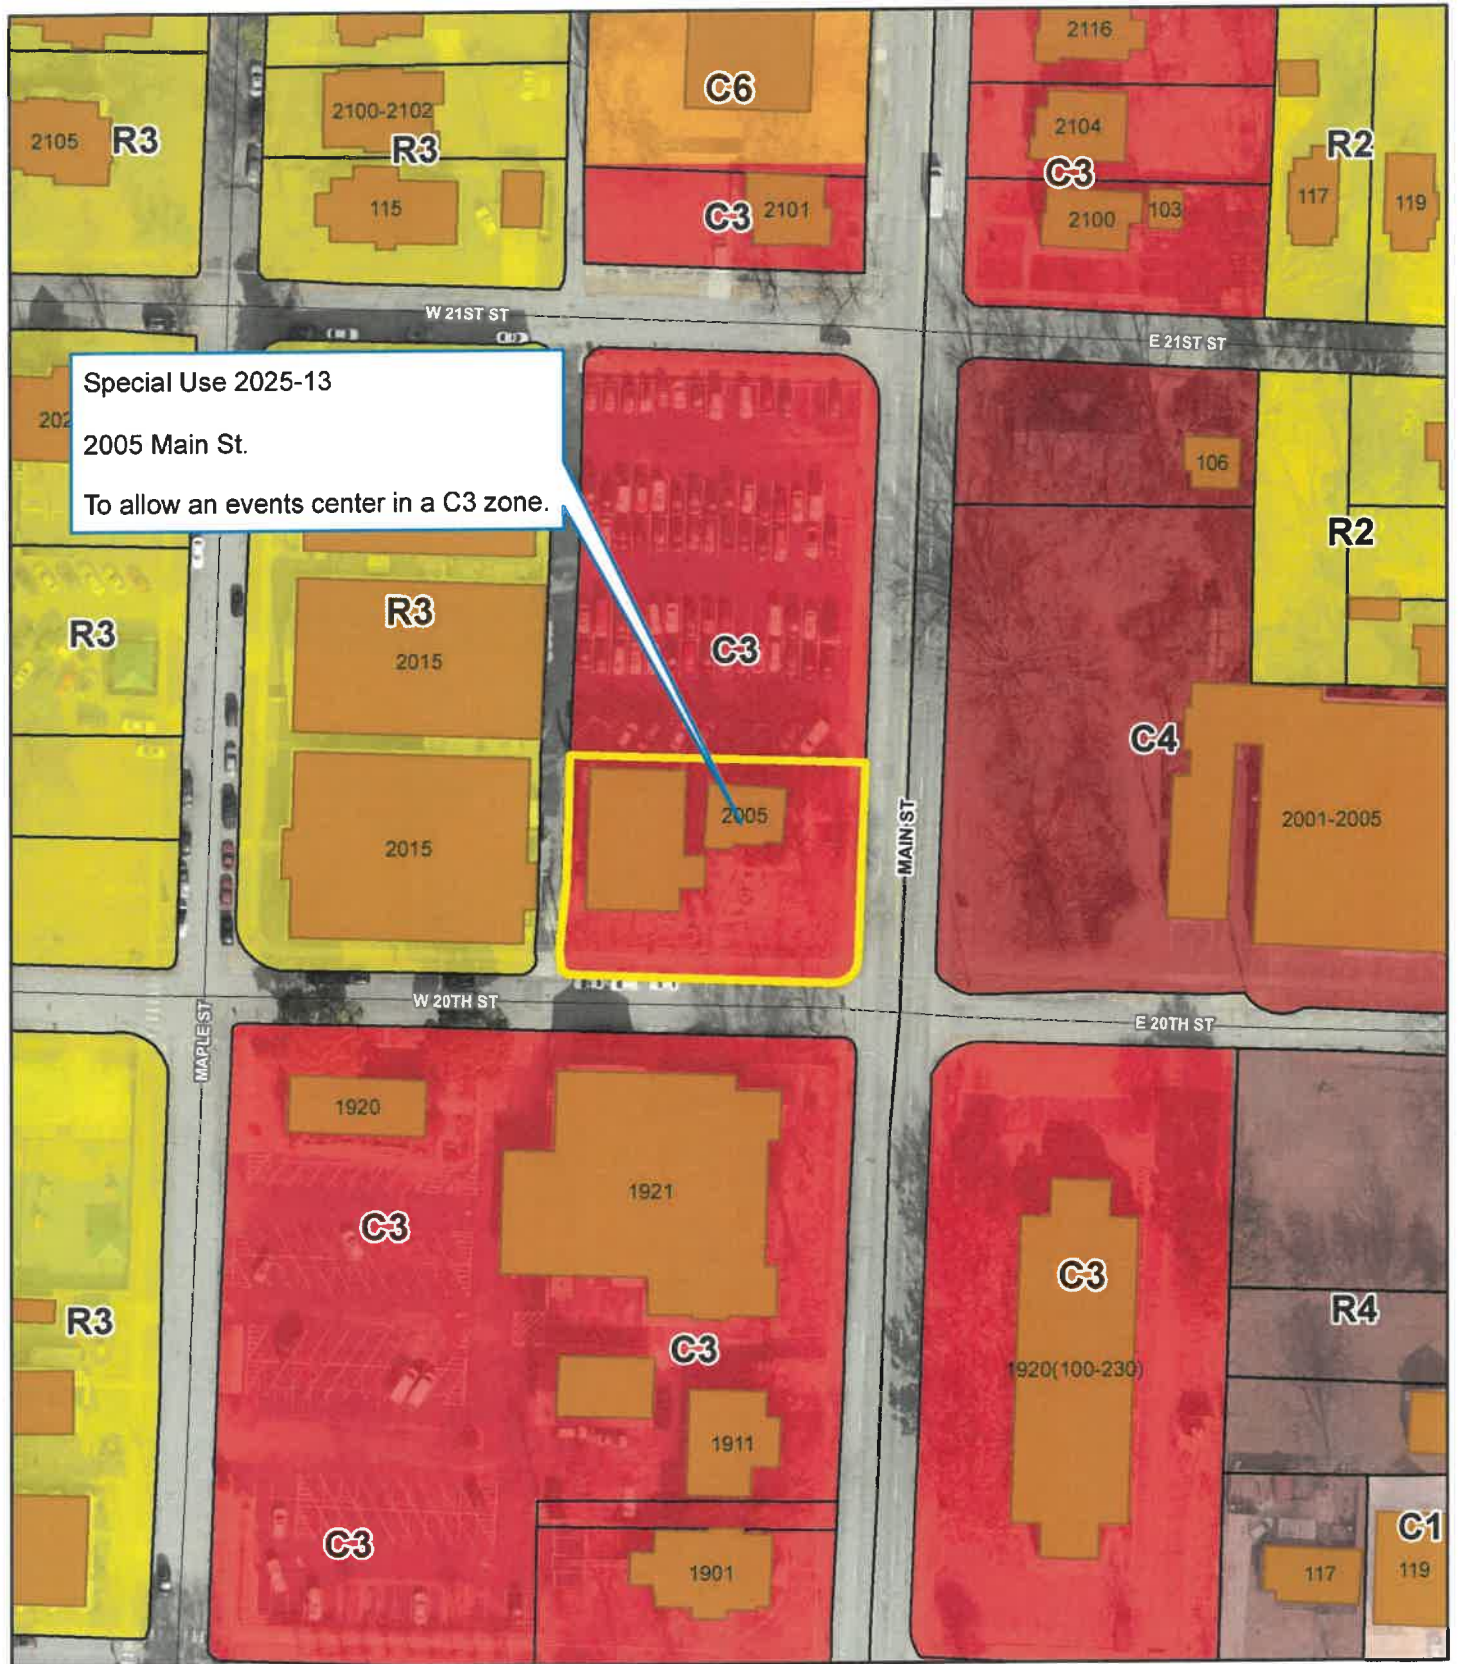 2116
C6
2100-2102
2104
2105
R3
R3
R2
C3
115
C3
2101
2100
103
117
119
W 21ST ST
E 21ST ST
Special Use 2025-13
2005 Main St.
To allow an events center in a C3 zone.
202
106
R2
R3
R3
2015
C3
C4
2005
2001-2005
2015
MAIN ST
W 20TH ST
E 20TH ST
MAPLE ST
1920
1921
C3
C3
R3
R4
C3
1920(100-230)
1911
C3
C1
1901
117
119